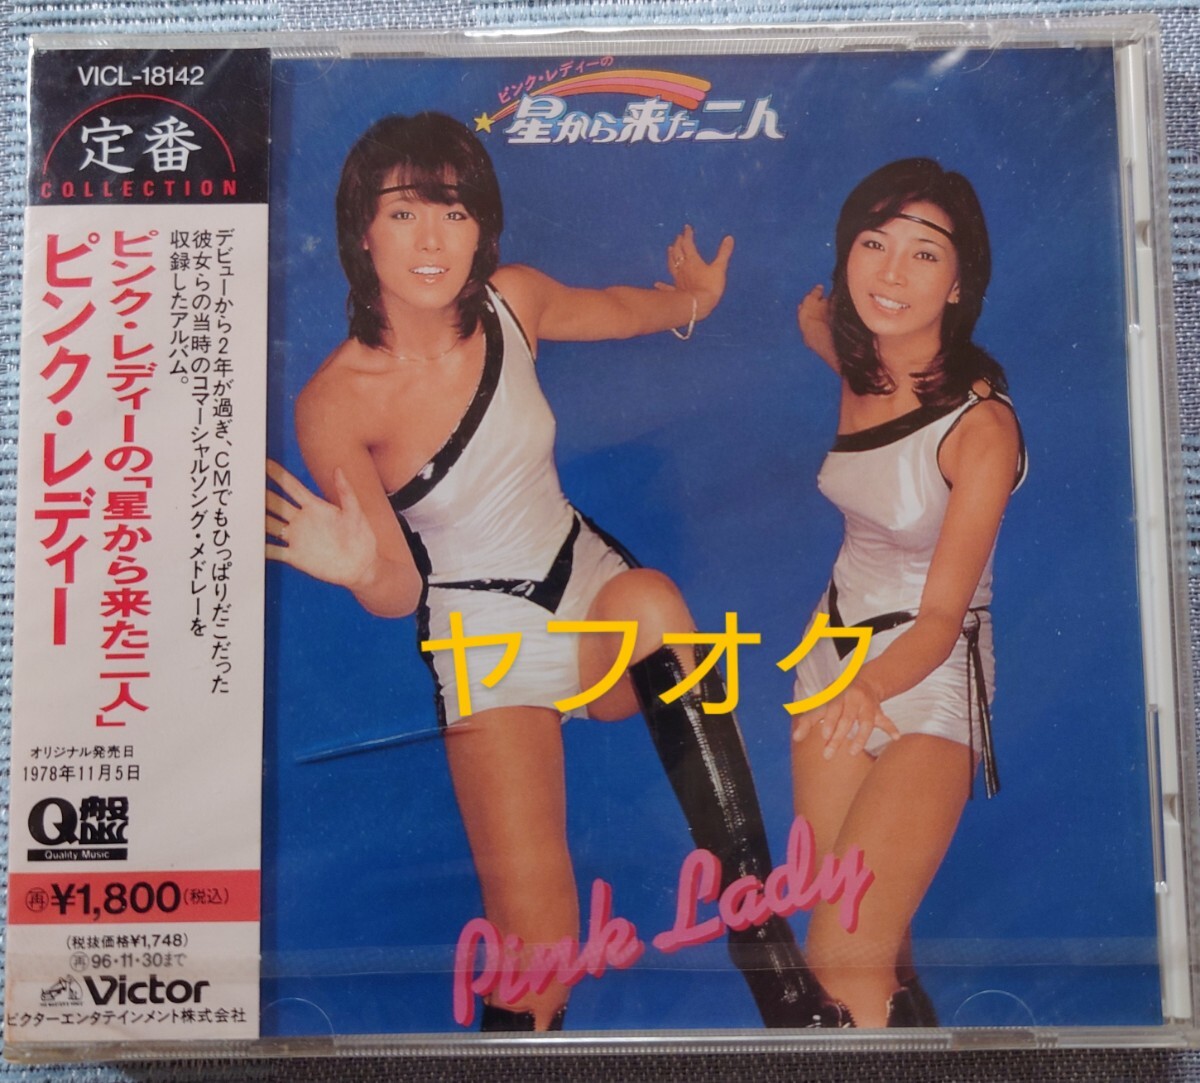 VICL-18142
定番
COLLECTION
デビューから2年が過ぎ、CMでもひっぱりだこだった
彼女らの当時のコマーシャルソング・メドレーを
収録したアルバム。
ピンク・レディーの「星から来た二人」
ピンク・レディー
オリジナル発売日
1978年11月5日
Q盤
Quality Music
再¥1,800(税込)
(税抜価格¥1,748)
再96・11・30まで
Victor
ビクターエンタテインメント株式会社
ピンク・レディーの
星から来た二人
ヤフオク
Pink Lady